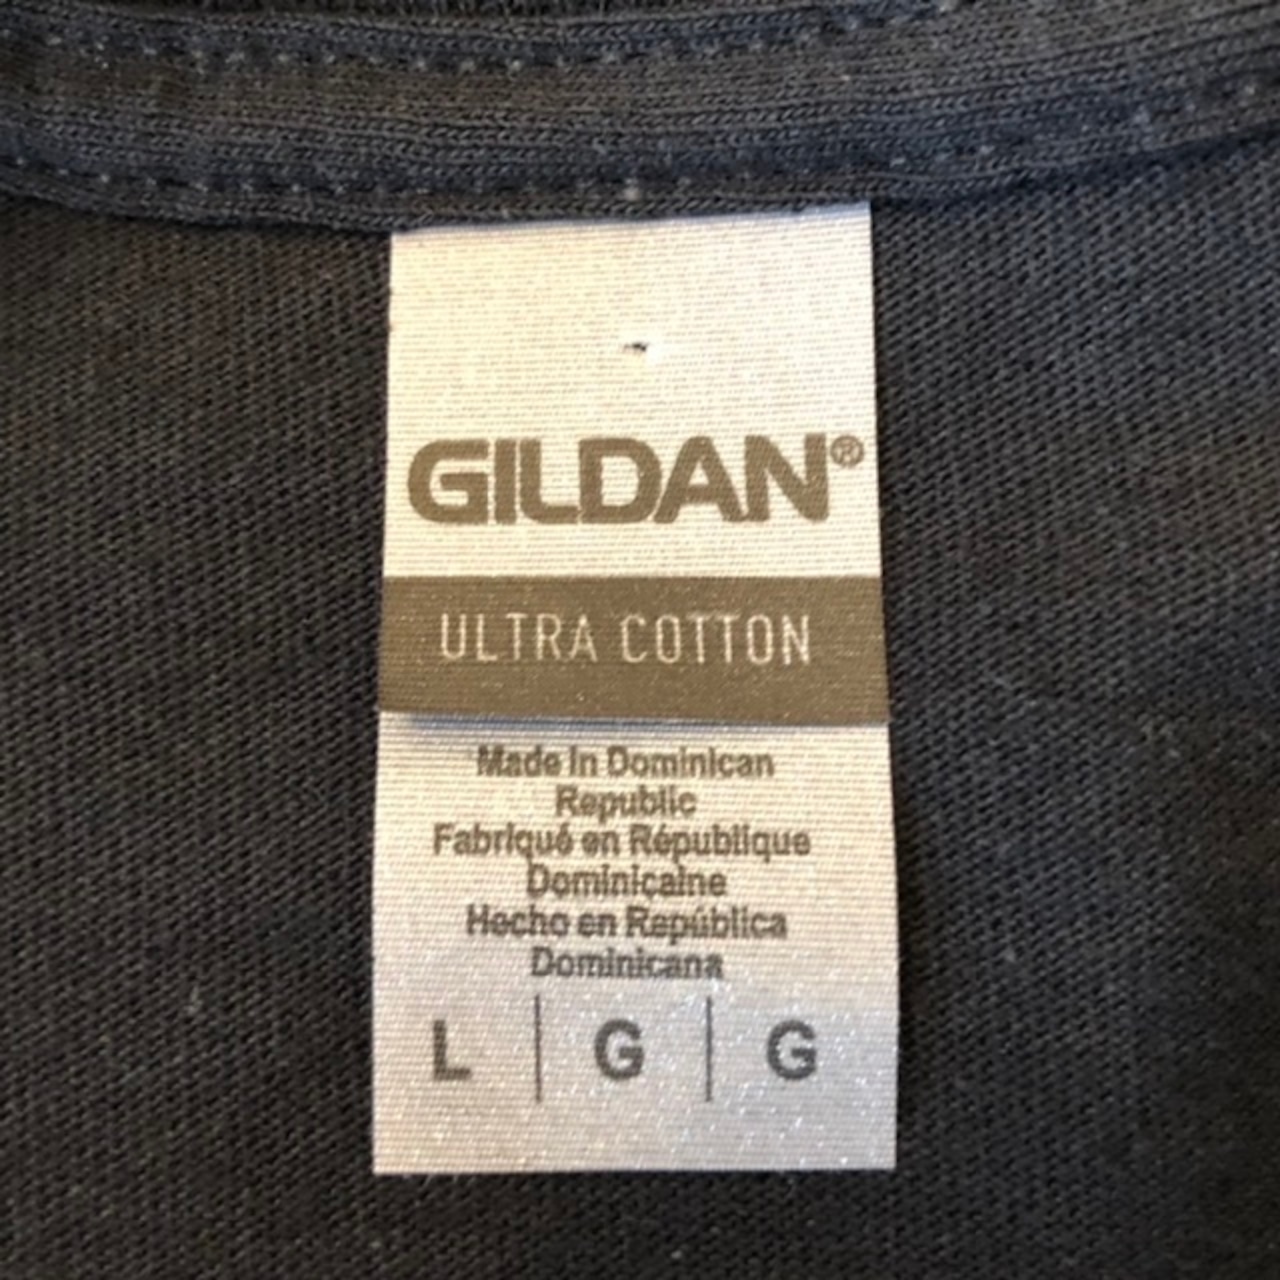 GILDAN®
ULTRA COTTON
Made in Dominican
Republic
Fabriqué en République
Dominicaine
Hecho en República
Dominicana
L | G | G